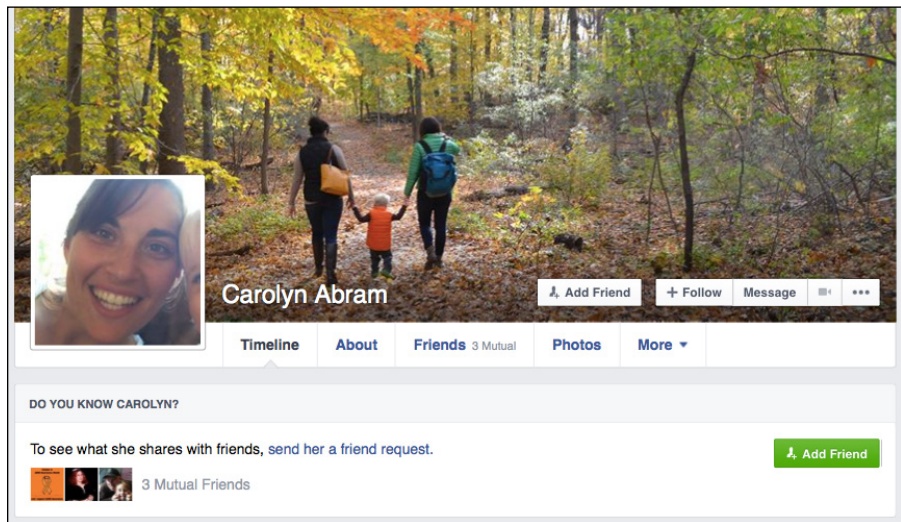 Carolyn Abram
Add Friend
+ Follow
Message
•••
Timeline
About
Friends 3 Mutual
Photos
More
DO YOU KNOW CAROLYN?
To see what she shares with friends, send her a friend request.
Add Friend
3 Mutual Friends